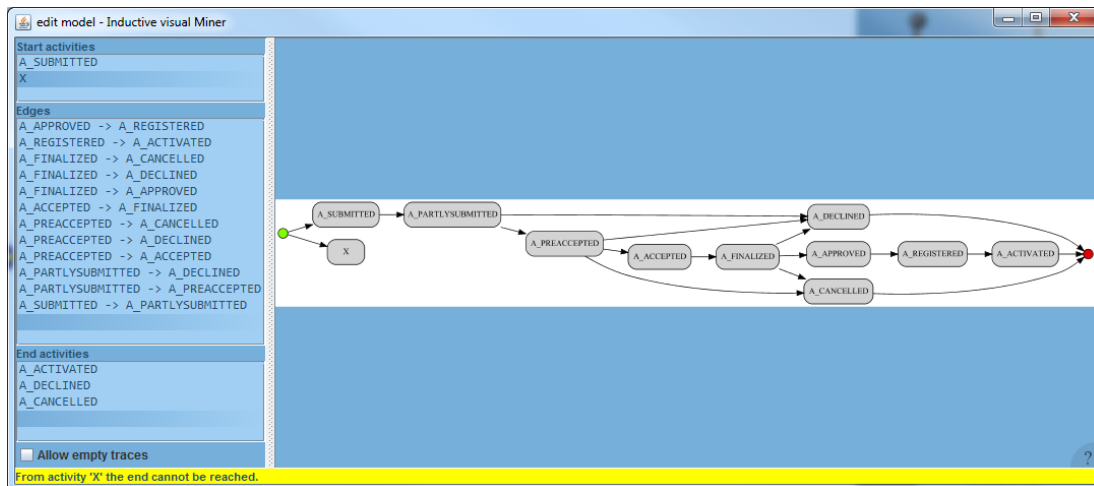 edit model - Inductive visual Miner
Start activities
A_SUBMITTED
X
Edges
A_APPROVED -> A_REGISTERED
A_REGISTERED -> A_ACTIVATED
A_FINALIZED -> A_CANCELLED
A_FINALIZED -> A_DECLINED
A_FINALIZED -> A_APPROVED
A_ACCEPTED -> A_FINALIZED
A_PREACCEPTED -> A_CANCELLED
A_PREACCEPTED -> A_DECLINED
A_PREACCEPTED -> A_ACCEPTED
A_PARTLYSUBMITTED -> A_DECLINED
A_PARTLYSUBMITTED -> A_PREACCEPTED
A_SUBMITTED -> A_PARTLYSUBMITTED
End activities
A_ACTIVATED
A_DECLINED
A_CANCELLED
Allow empty traces
A_SUBMITTED
A_PARTLYSUBMITTED
A_DECLINED
X
A_PREACCEPTED
A_ACCEPTED
A_FINALIZED
A_APPROVED
A_REGISTERED
A_ACTIVATED
A_CANCELLED
?
From activity 'X' the end cannot be reached.